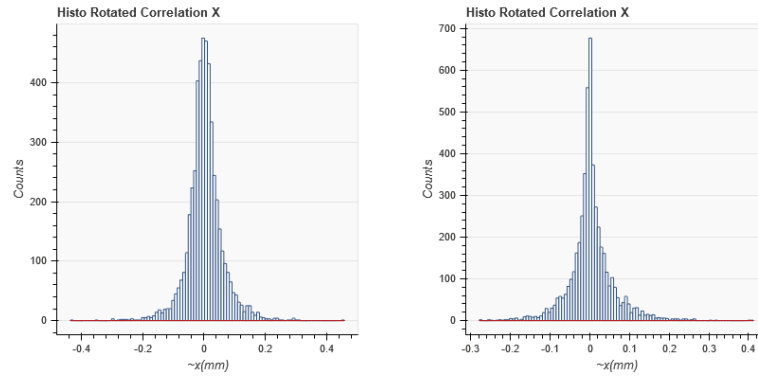 Histo Rotated Correlation X
Counts
400
300
200
100
0
-0.4 -0.2 0 0.2 0.4
~x(mm)
Histo Rotated Correlation X
Counts
700
600
500
400
300
200
100
0
-0.3 -0.2 -0.1 0 0.1 0.2 0.3 0.4
~x(mm)